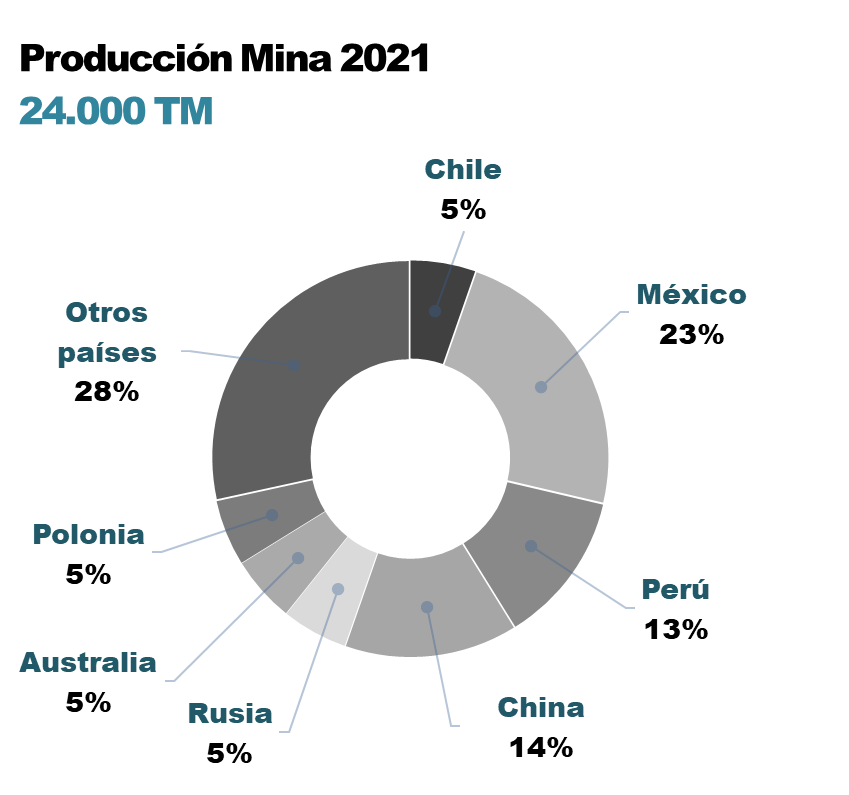 Producción Mina 2021
24.000 TM
Chile
5%
México
23%
Perú
13%
China
14%
Rusia
5%
Australia
5%
Polonia
5%
Otros
países
28%